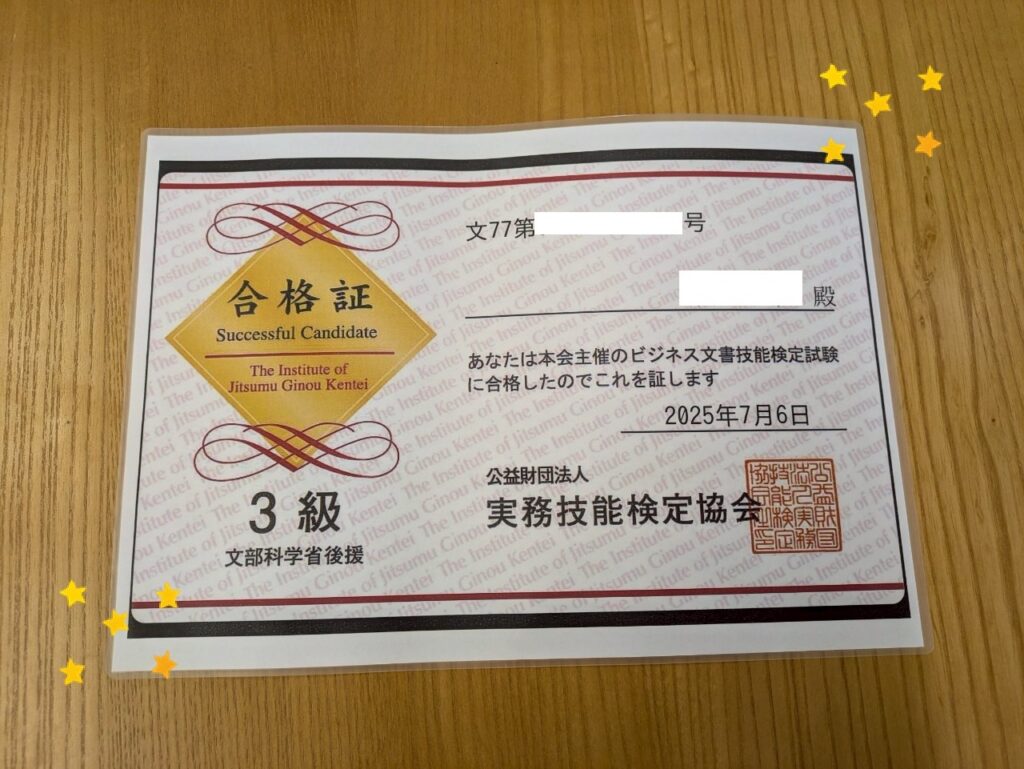 合格証
Successful Candidate
The Institute of
Jitsumu Ginou Kentei
3級
文部科学省後援
文77第
号
殿
あなたは本会主催のビジネス文書技能検定試験
に合格したのでこれを証します
2025年7月6日
公益財団法人
実務技能検定協会